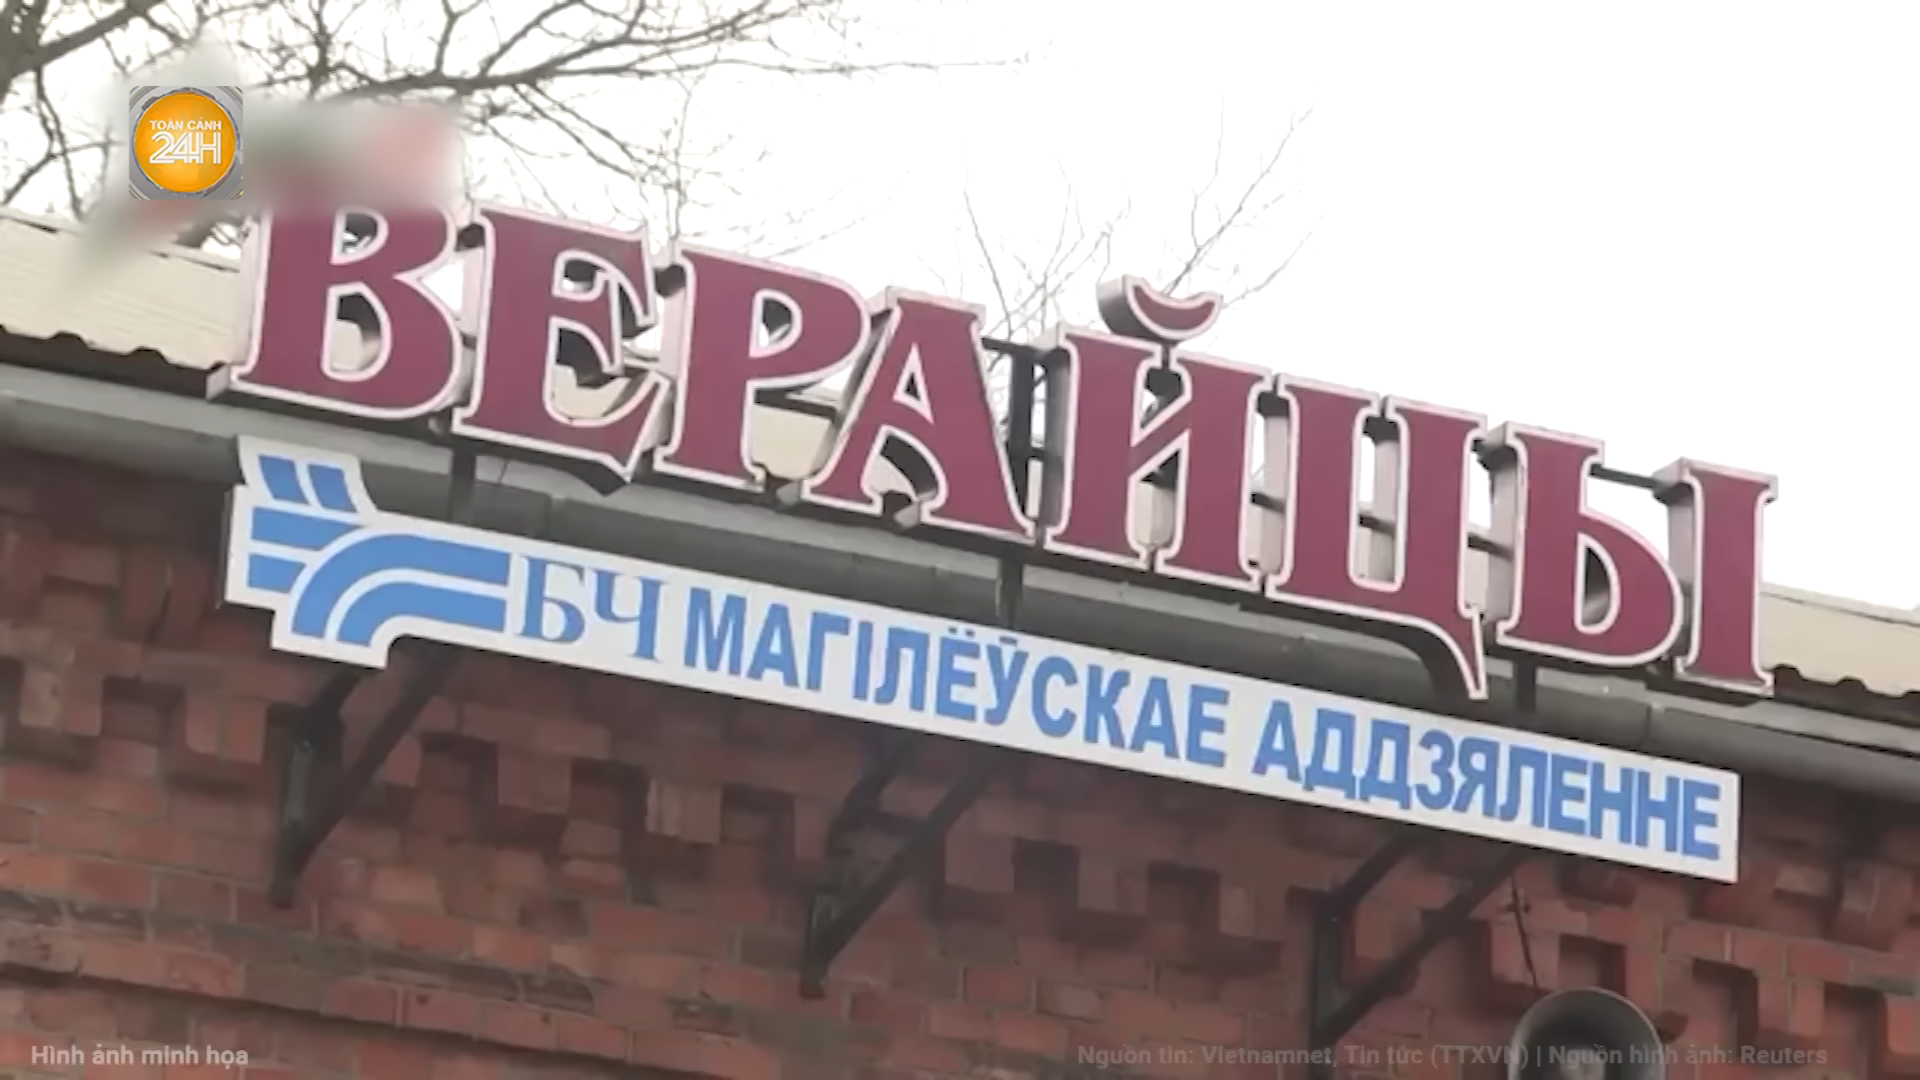 TOÀN CẢNH
24H
ВЕРАЙЦЫ
БЧ МАГІЛЁЎСКАЕ АДДЗЯЛЕННЕ
Hình ảnh minh họa
Nguồn tin: Vietnamnet, Tin tức (TTXVN) | Nguồn hình ảnh: Reuters